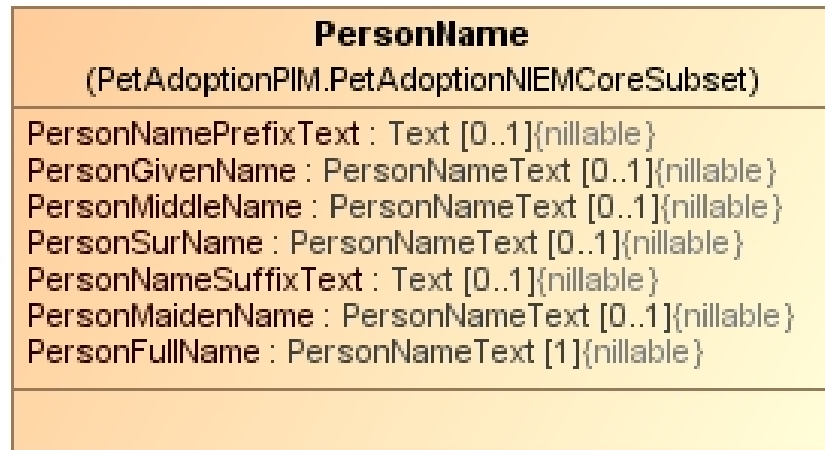 PersonName
(PetAdoptionPIM.PetAdoptionNIEMCoreSubset)
PersonNamePrefixText : Text [0..1]{nillable}
PersonGivenName : PersonNameText [0..1]{nillable}
PersonMiddleName : PersonNameText [0..1]{nillable}
PersonSurName : PersonNameText [0..1]{nillable}
PersonNameSuffixText : Text [0..1]{nillable}
PersonMaidenName : PersonNameText [0..1]{nillable}
PersonFullName : PersonNameText [1]{nillable}